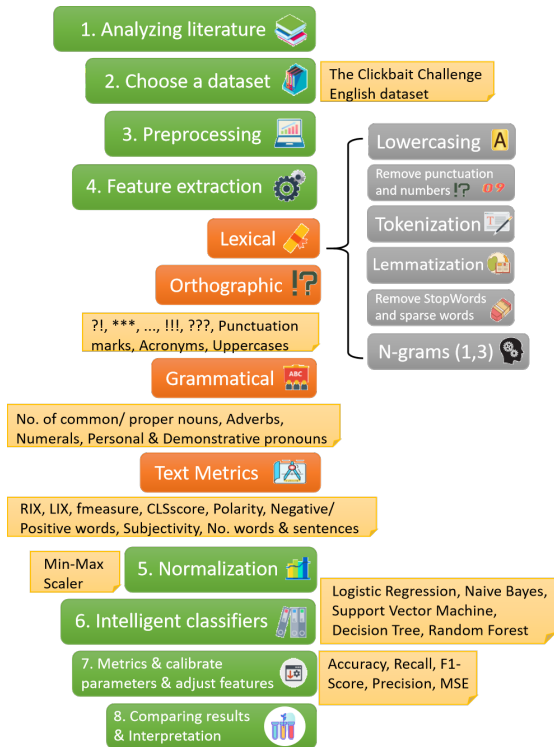 1. Analyzing literature
2. Choose a dataset
The Clickbait Challenge
English dataset
3. Preprocessing
4. Feature extraction
Lexical
Lowercasing
A
Remove punctuation
and numbers !? 0 9
Tokenization
T
Lemmatization
Remove StopWords
and sparse words
N-grams (1,3)
Orthographic !?
?!, ***, ..., !!!, ???, Punctuation
marks, Acronyms, Uppercases
Grammatical
ABC
No. of common/ proper nouns, Adverbs,
Numerals, Personal & Demonstrative pronouns
Text Metrics
RIX, LIX, fmeasure, CLSscore, Polarity, Negative/
Positive words, Subjectivity, No. words & sentences
Min-Max
Scaler
5. Normalization
6. Intelligent classifiers
Logistic Regression, Naive Bayes,
Support Vector Machine,
Decision Tree, Random Forest
7. Metrics & calibrate
parameters & adjust features
Accuracy, Recall, F1-
Score, Precision, MSE
8. Comparing results
& Interpretation